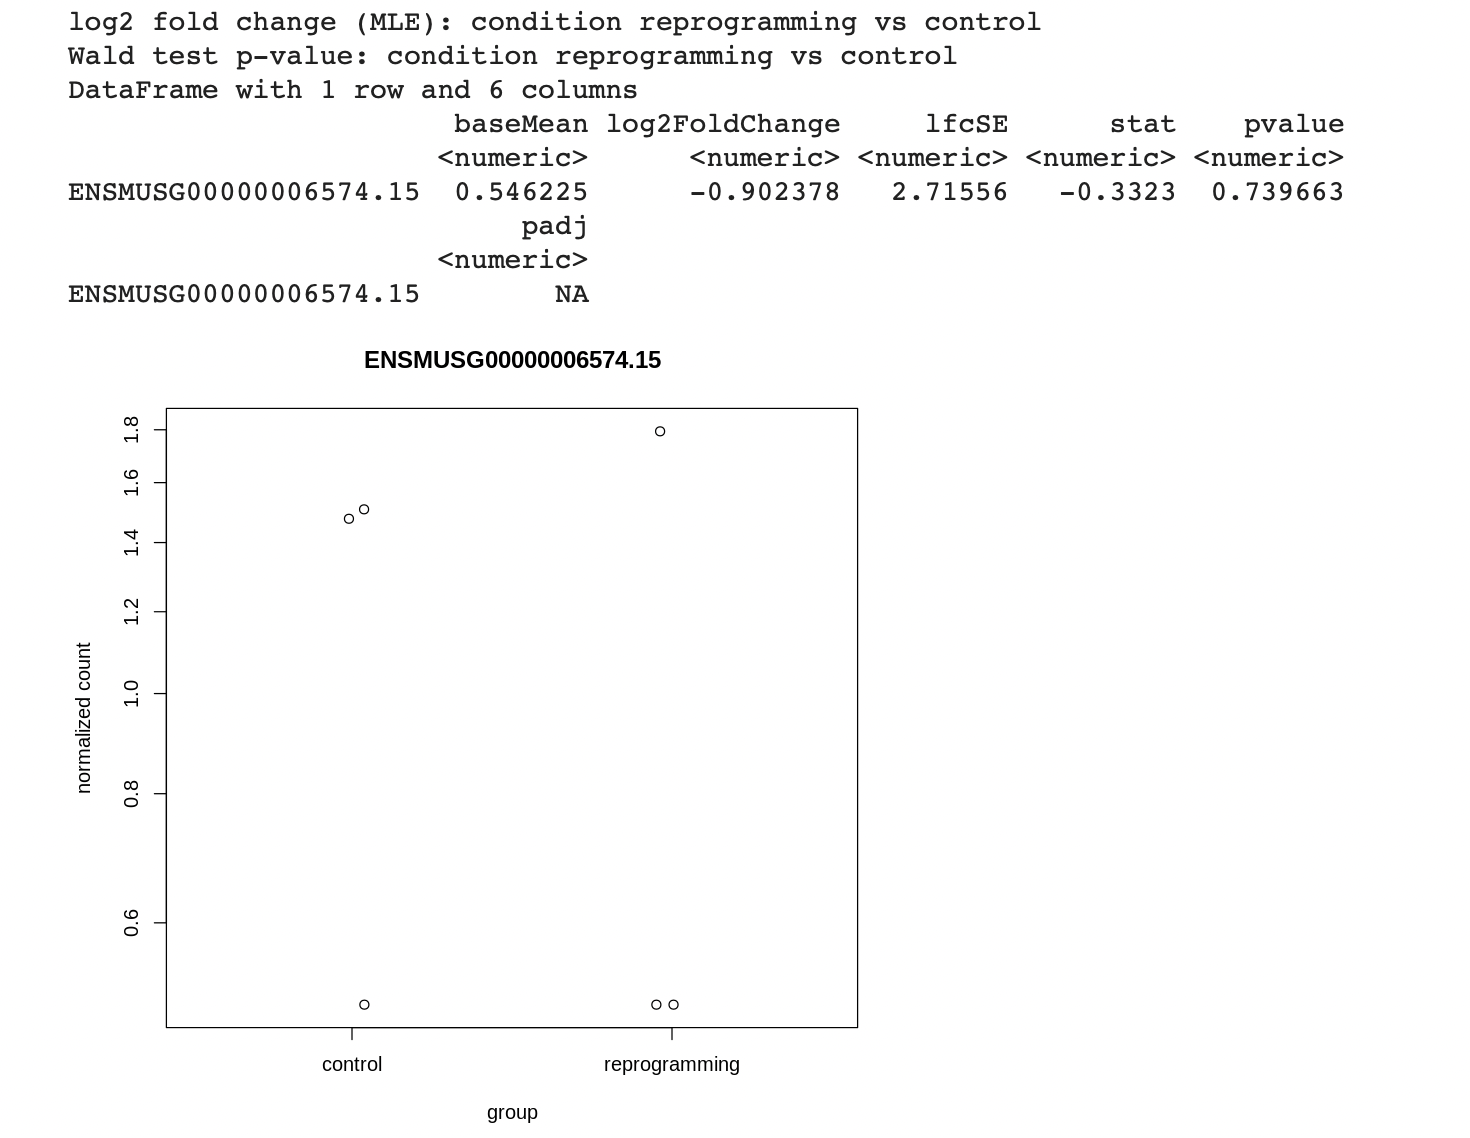 log2 fold change (MLE): condition reprogramming vs control
Wald test p-value: condition reprogramming vs control
DataFrame with 1 row and 6 columns
baseMean log2FoldChange lfcSE stat pvalue
<numeric> <numeric> <numeric> <numeric> <numeric>
ENSMUSG00000006574.15 0.546225 -0.902378 2.71556 -0.3323 0.739663
padj
<numeric>
ENSMUSG00000006574.15 NA
ENSMUSG00000006574.15
1.8
1.6
1.4
1.2
1.0
0.8
0.6
normalized count
control reprogramming
group